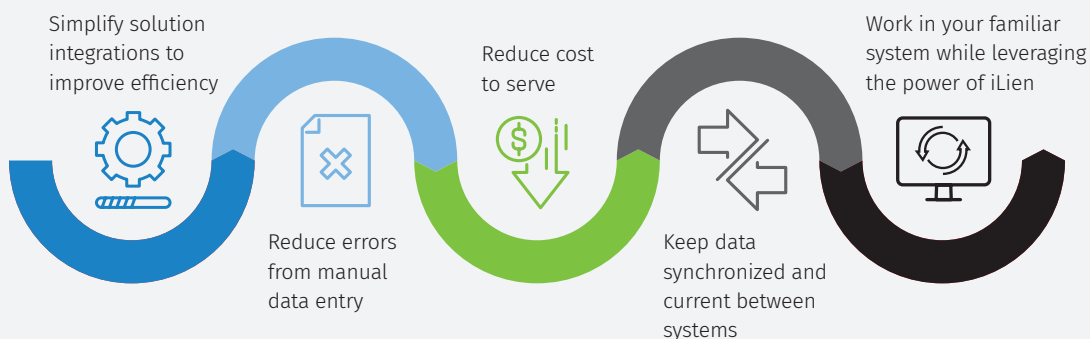 Simplify solution
integrations to
improve efficiency
Reduce errors
from manual
data entry
Reduce cost
to serve
$
Keep data
synchronized and
current between
systems
Work in your familiar
system while leveraging
the power of iLien